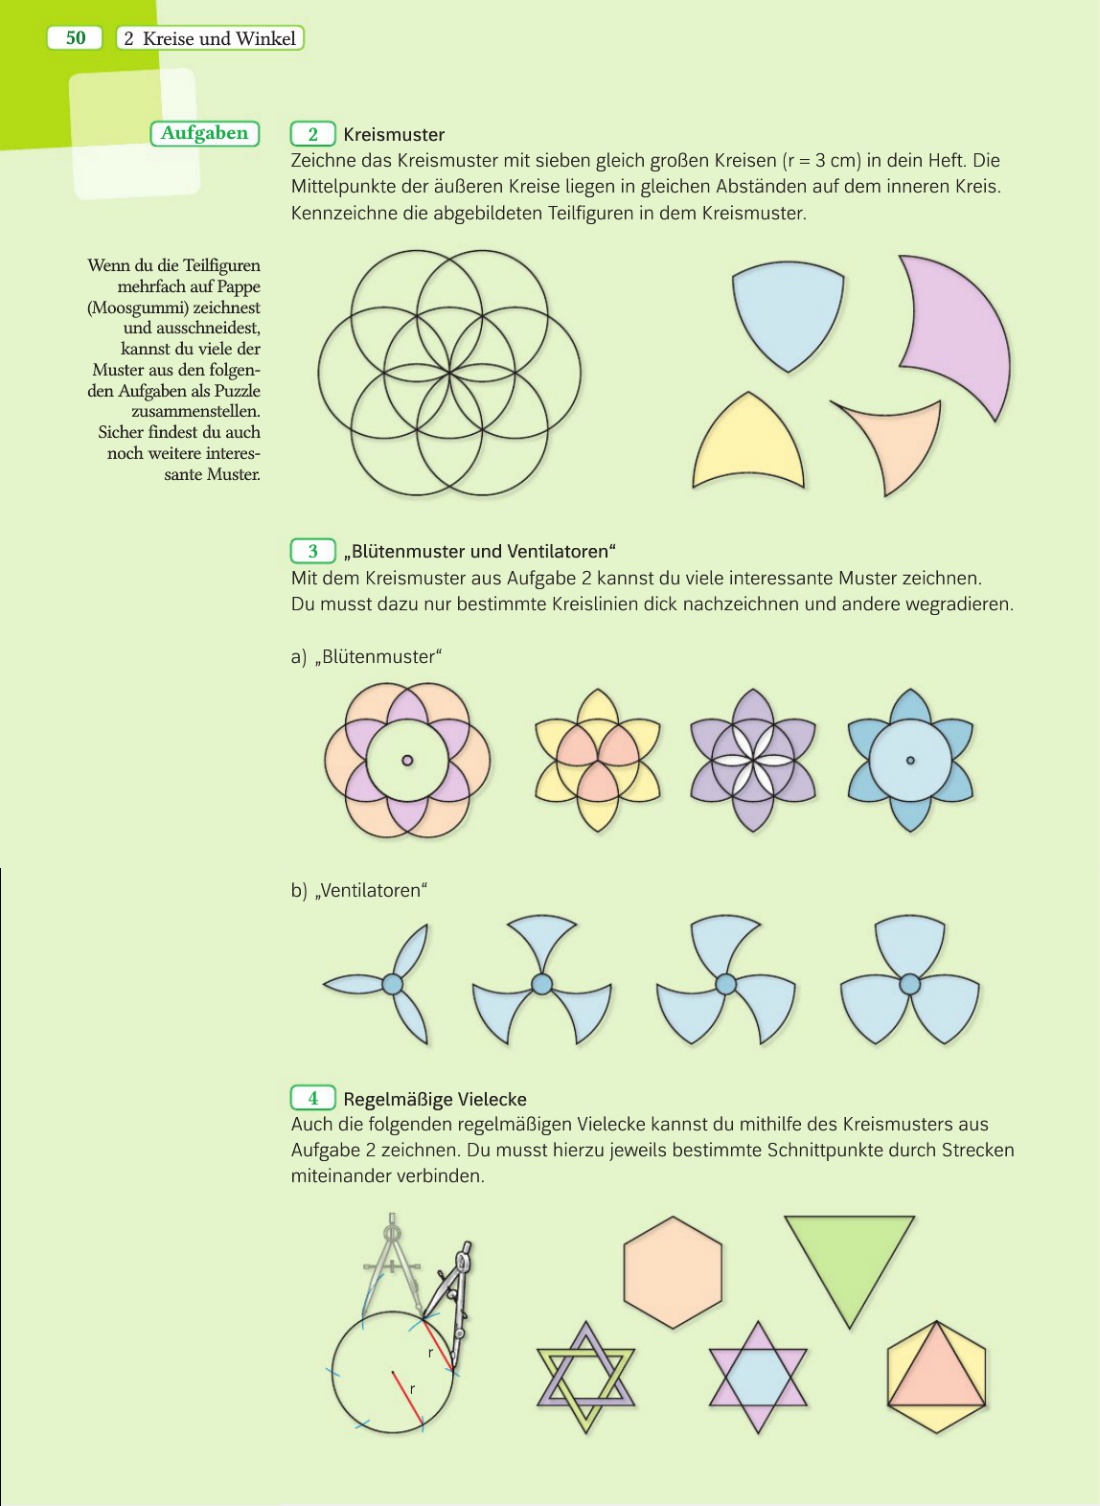 50
2 Kreise und Winkel
Aufgaben
2 Kreismuster
Zeichne das Kreismuster mit sieben gleich großen Kreisen (r = 3 cm) in dein Heft. Die
Mittelpunkte der äußeren Kreise liegen in gleichen Abständen auf dem inneren Kreis.
Kennzeichne die abgebildeten Teilfiguren in dem Kreismuster.
Wenn du die Teilfiguren
mehrfach auf Pappe
(Moosgummi) zeichnest
und ausschneidest,
kannst du viele der
Muster aus den folgen-
den Aufgaben als Puzzle
zusammenstellen.
Sicher findest du auch
noch weitere interes-
sante Muster.
3 „Blütenmuster und Ventilatoren“
Mit dem Kreismuster aus Aufgabe 2 kannst du viele interessante Muster zeichnen.
Du musst dazu nur bestimmte Kreislinien dick nachzeichnen und andere wegradieren.
a) „Blütenmuster“
b) „Ventilatoren“
4 Regelmäßige Vielecke
Auch die folgenden regelmäßigen Vielecke kannst du mithilfe des Kreismusters aus
Aufgabe 2 zeichnen. Du musst hierzu jeweils bestimmte Schnittpunkte durch Strecken
miteinander verbinden.
r
r